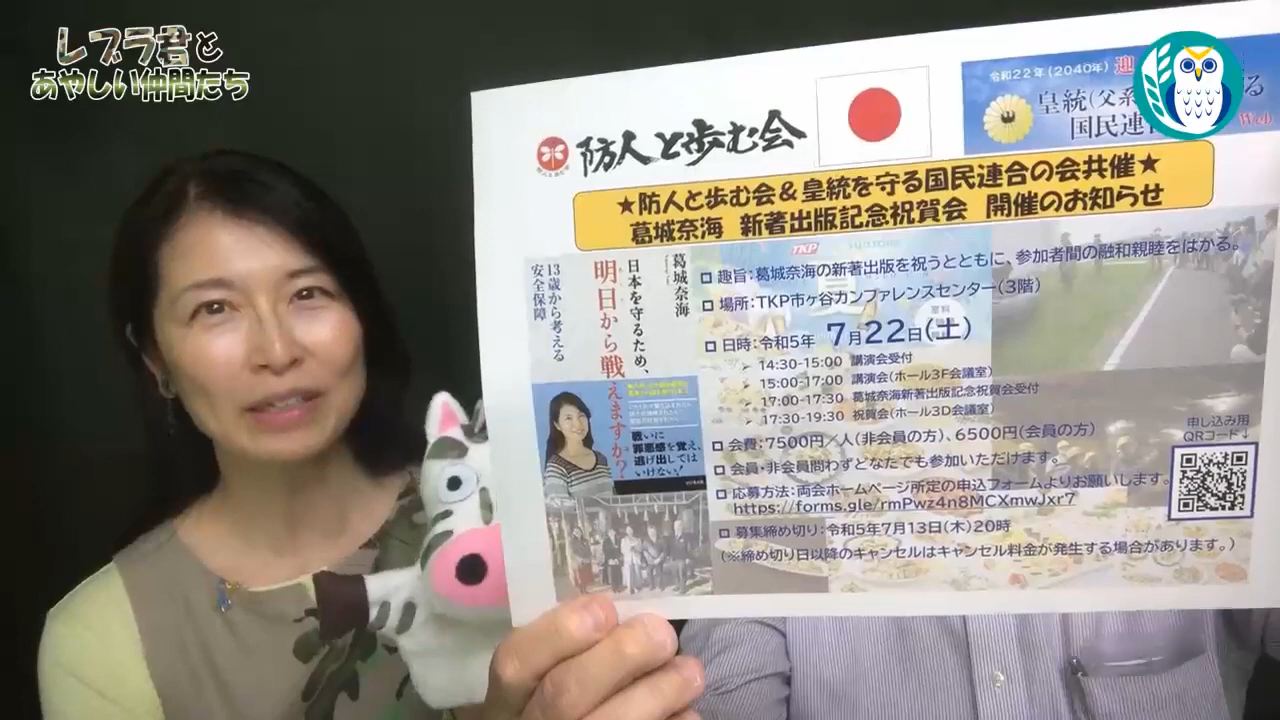 レブラ君と
あやしい仲間たち
防人と歩む会
令和22年(2040年) 迎
皇統(父系
る
国民連
Web
★防人と歩む会&皇統を守る国民連合の会共催★
葛城奈海 新著出版記念祝賀会 開催のお知らせ
葛城奈海
日本を守るため、
明日から戦えますか?
13歳から考える
安全保障
戦いに
罪悪感を覚え、
逃げ出しては
いけない!
TKP
趣旨:葛城奈海の新著出版を祝うとともに、参加者間の融和親睦をはかる。
場所:TKP市ヶ谷カンファレンスセンター(3階)
日時:令和5年 7月22日(土)
➢ 14:30-15:00 講演会受付
➢ 15:00-17:00 講演会(ホール3F会議室)
➢ 17:00-17:30 葛城奈海新著出版記念祝賀会受付
➢ 17:30-19:30 祝賀会(ホール3D会議室)
会費:7500円/人(非会員の方)、6500円(会員の方)
会員・非会員問わずどなたでも参加いただけます。
応募方法:両会ホームページ所定の申込フォームよりお願いします。
https://forms.gle/rmPwz4n8MCXmwJxr7
募集締め切り:令和5年7月13日(木)20時
(※締め切り日以降のキャンセルはキャンセル料金が発生する場合があります。)
申し込み用
QRコード↓